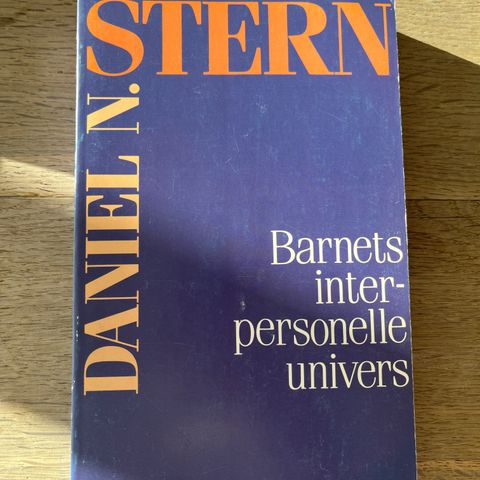 DANIEL N.
STERN
Barnets
inter-
personelle
univers